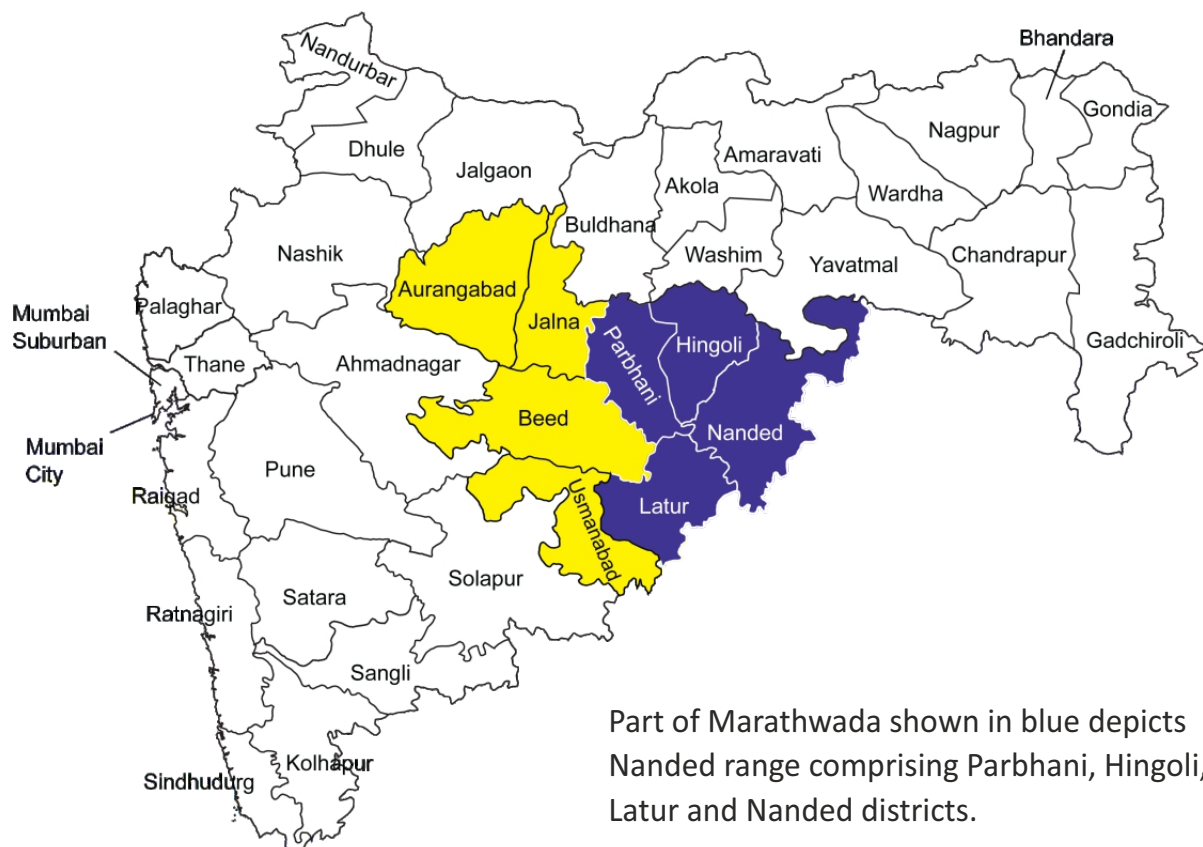 Bhandara
Nandurbar
Gondia
Nagpur
Dhule
Amaravati
Jalgaon
Akola
Wardha
Buldhana
Nashik
Washim
Chandrapur
Yavatmal
Aurangabad
Palaghar
Mumbai
Suburban
Jalna
Hingoli
Gadchiroli
Thane
Ahmadnagar
Parbhani
Beed
Nanded
Mumbai
City
Pune
Raigad
Latur
Usmanabad
Solapur
Satara
Ratnagiri
Sangli
Kolhapur
Sindhudurg
Part of Marathwada shown in blue depicts
Nanded range comprising Parbhani, Hingoli,
Latur and Nanded districts.